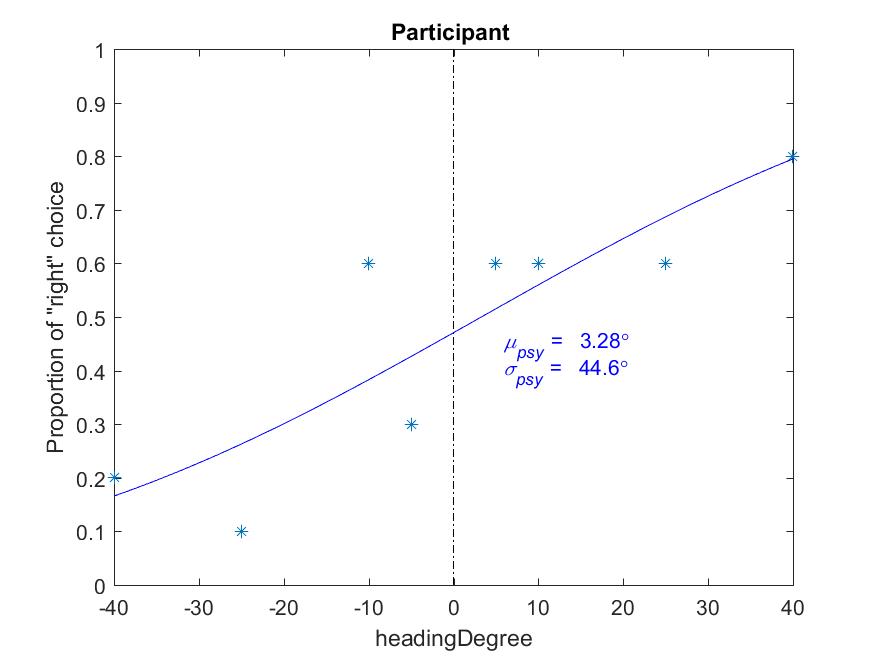 Participant
1
0.9
0.8
0.7
0.6
0.5
0.4
0.3
0.2
0.1
0
Proportion of "right" choice
μpsy = 3.28°
σpsy = 44.6°
-40 -30 -20 -10 0 10 20 30 40
headingDegree